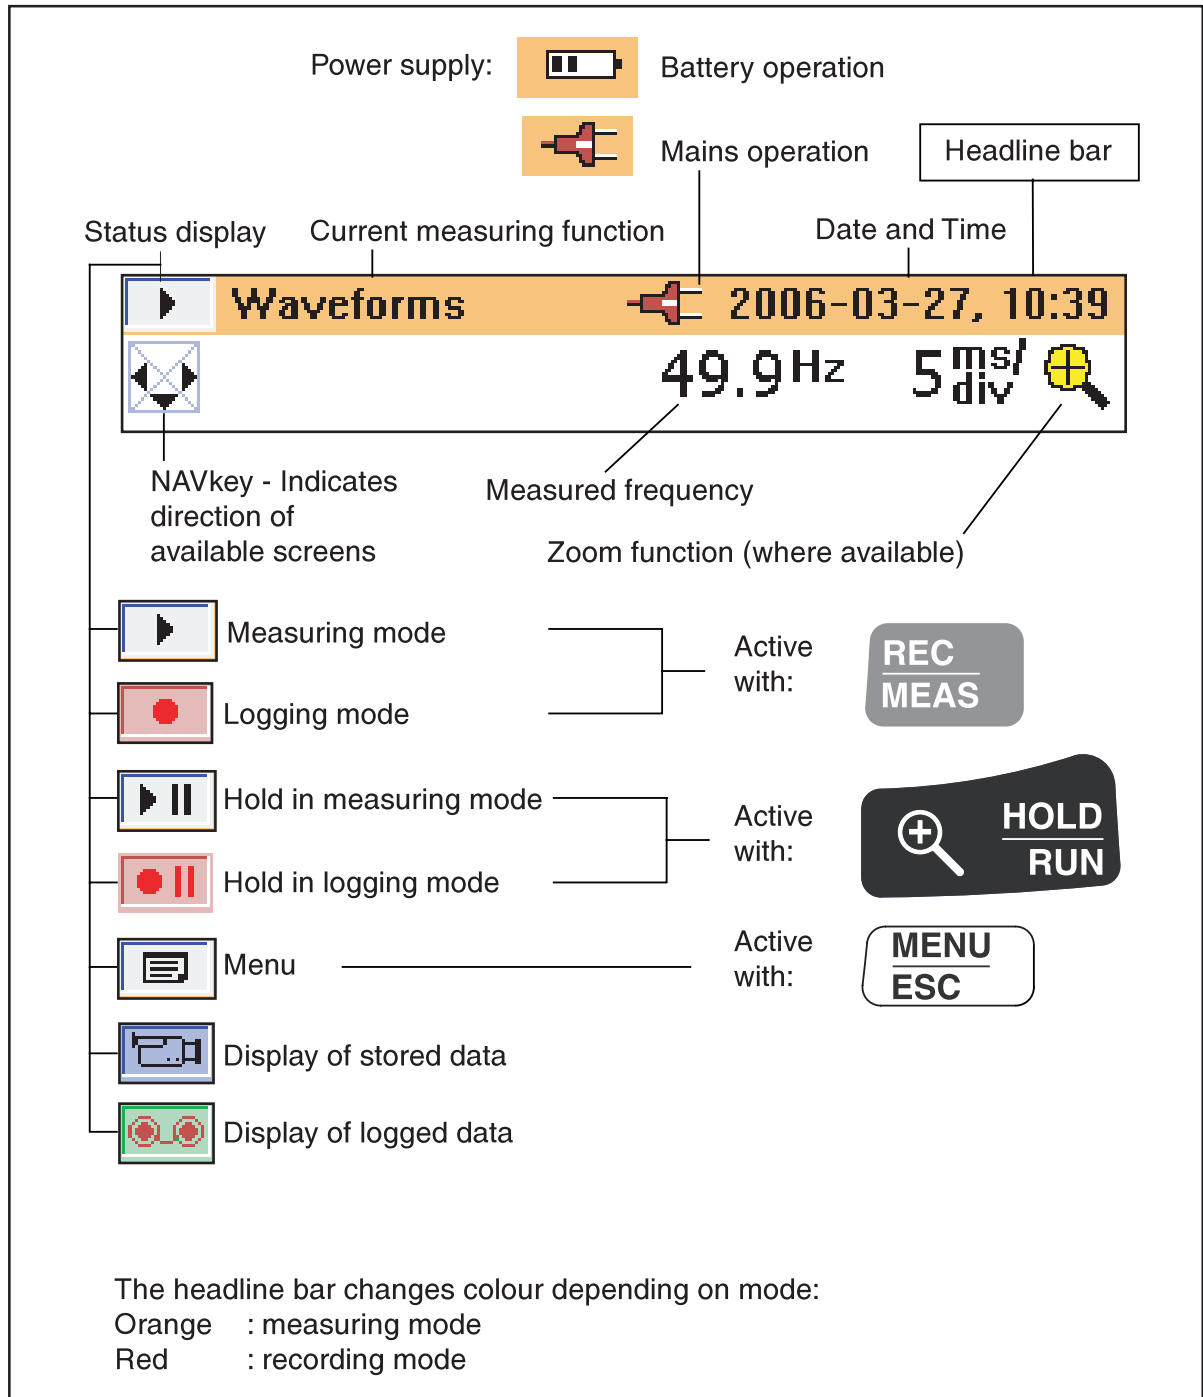 Power supply:
Battery operation
Mains operation
Headline bar
Status display
Current measuring function
Date and Time
Waveforms
2006-03-27, 10:39
49.9 Hz
5 ms/
div
NAVkey - Indicates
direction of
available screens
Measured frequency
Zoom function (where available)
Measuring mode
Logging mode
Active
with:
REC
MEAS
Hold in measuring mode
Hold in logging mode
Active
with:
HOLD
RUN
Menu
Active
with:
MENU
ESC
Display of stored data
Display of logged data
The headline bar changes colour depending on mode:
Orange : measuring mode
Red : recording mode